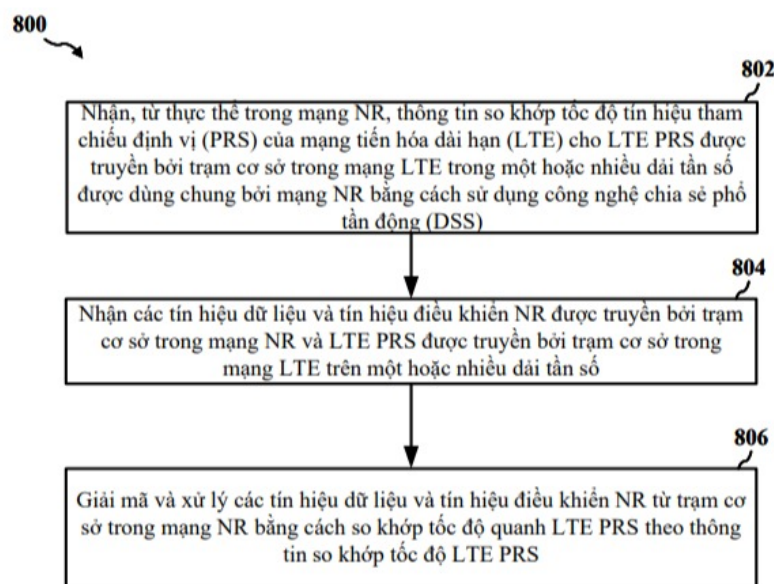 800
802
Nhận, từ thực thể trong mạng NR, thông tin so khớp tốc độ tín hiệu tham
chiếu định vị (PRS) của mạng tiến hóa dài hạn (LTE) cho LTE PRS được
truyền bởi trạm cơ sở trong mạng LTE trong một hoặc nhiều dải tần số
được dùng chung bởi mạng NR bằng cách sử dụng công nghệ chia sẻ phổ
tần động (DSS)
804
Nhận các tín hiệu dữ liệu và tín hiệu điều khiển NR được truyền bởi trạm
cơ sở trong mạng NR và LTE PRS được truyền bởi trạm cơ sở trong
mạng LTE trên một hoặc nhiều dải tần số
806
Giải mã và xử lý các tín hiệu dữ liệu và tín hiệu điều khiển NR từ trạm cơ
sở trong mạng NR bằng cách so khớp tốc độ quanh LTE PRS theo thông
tin so khớp tốc độ LTE PRS